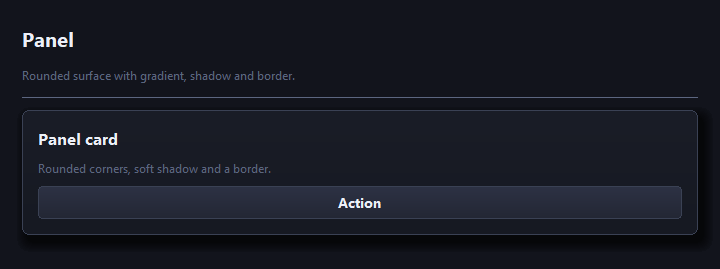 Panel
Rounded surface with gradient, shadow and border.
Panel card
Rounded corners, soft shadow and a border.
Action